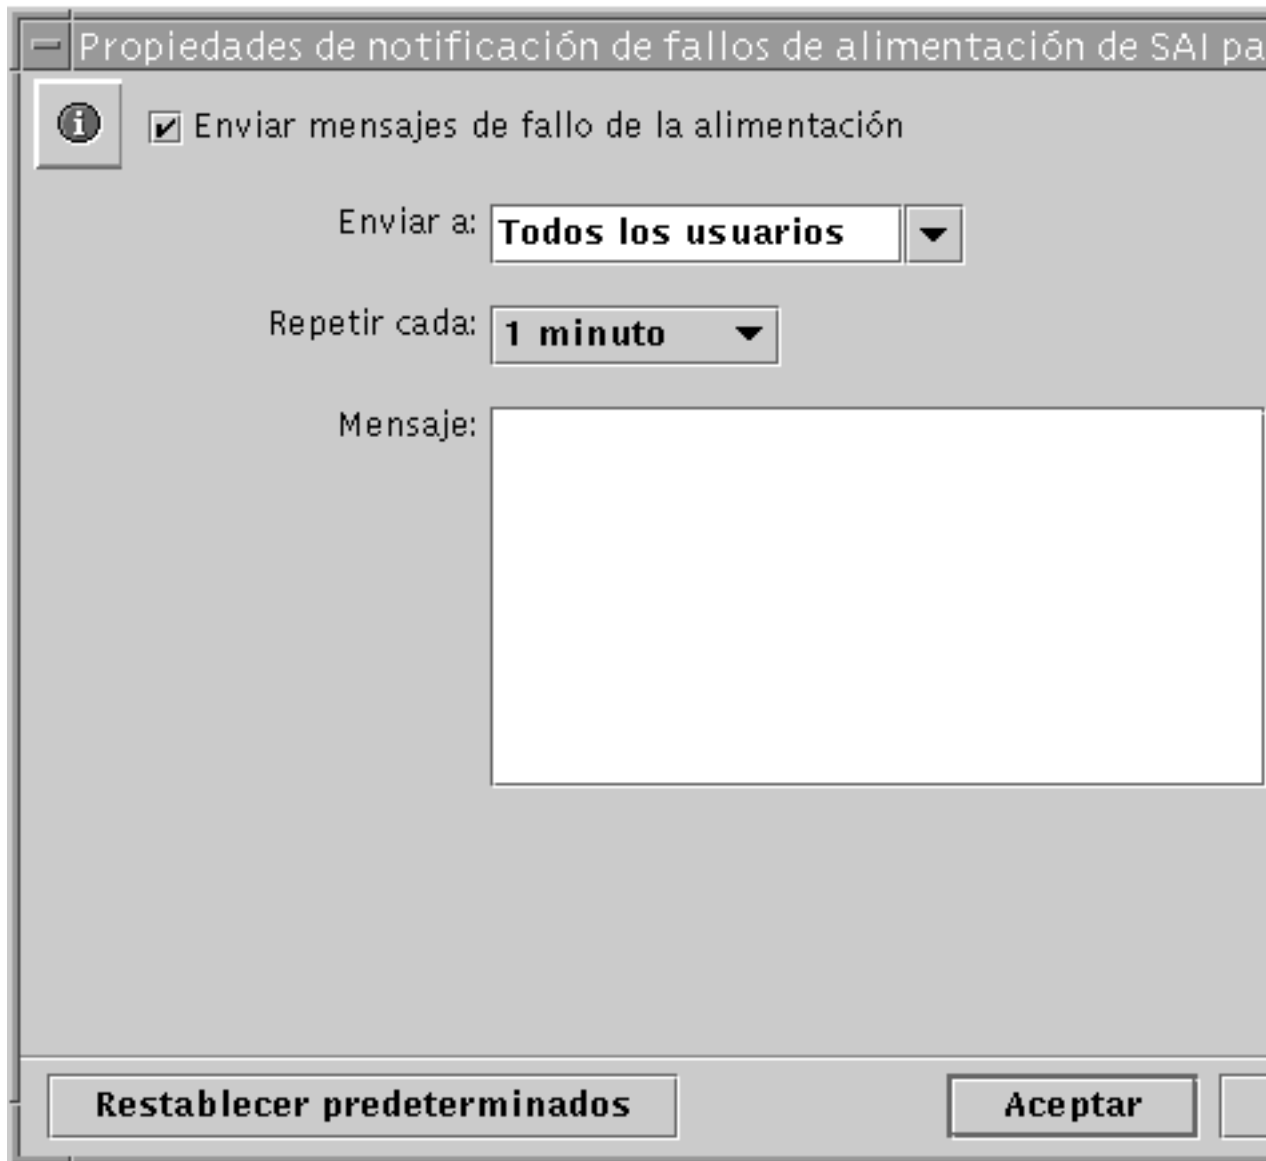 Propiedades de notificación de fallos de alimentación de SAI pa
Enviar mensajes de fallo de la alimentación
Enviar a: Todos los usuarios
Repetir cada: 1 minuto
Mensaje:
Restablecer predeterminados Aceptar